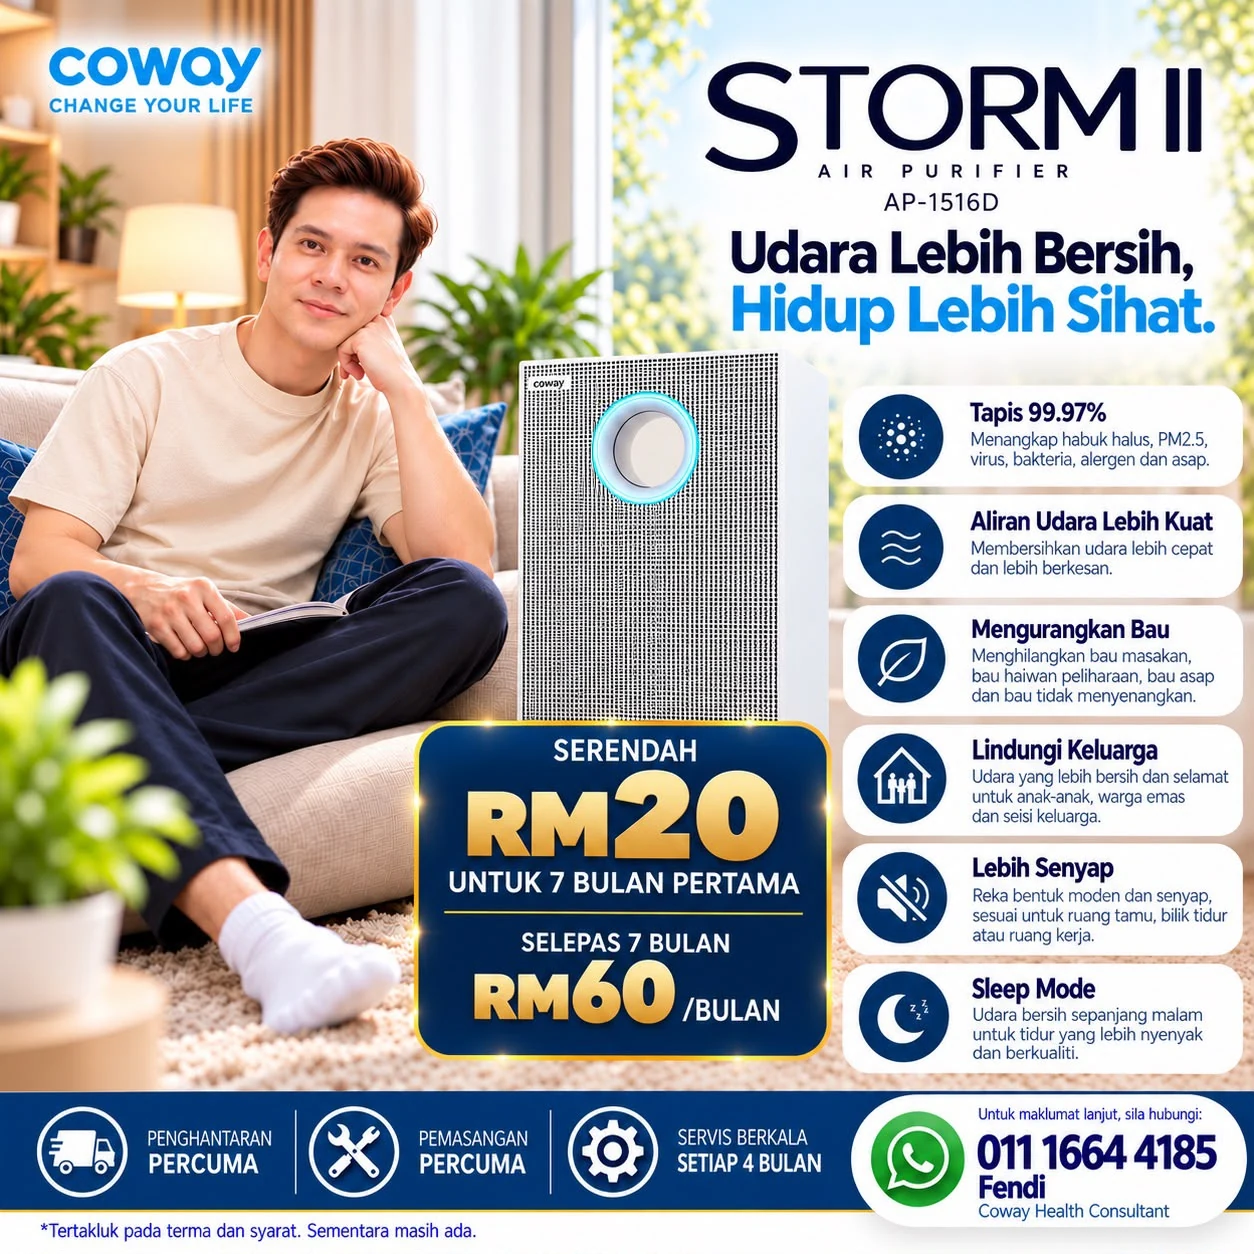 coway
CHANGE YOUR LIFE
STORM II
AIR PURIFIER
AP-1516D
Udara Lebih Bersih,
Hidup Lebih Sihat.
coway
Tapis 99.97%
Menangkap habuk halus, PM2.5,
virus, bakteria, alergen dan asap.
Aliran Udara Lebih Kuat
Membersihkan udara lebih cepat
dan lebih berkesan.
Mengurangkan Bau
Menghilangkan bau masakan,
bau haiwan peliharaan, bau asap
dan bau tidak menyenangkan.
Lindungi Keluarga
Udara yang lebih bersih dan selamat
untuk anak-anak, warga emas
dan seisi keluarga.
Lebih Senyap
Reka bentuk moden dan senyap,
sesuai untuk ruang tamu, bilik tidur
atau ruang kerja.
Sleep Mode
Udara bersih sepanjang malam
untuk tidur yang lebih nyenyak
dan berkualiti.
z z z z
SERENDAH
RM20
UNTUK 7 BULAN PERTAMA
SELEPAS 7 BULAN
RM60 /BULAN
PENGHANTARAN
PERCUMA
PEMASANGAN
PERCUMA
SERVIS BERKALA
SETIAP 4 BULAN
Untuk maklumat lanjut, sila hubungi:
011 1664 4185
Fendi
Coway Health Consultant
*Tertakluk pada terma dan syarat. Sementara masih ada.